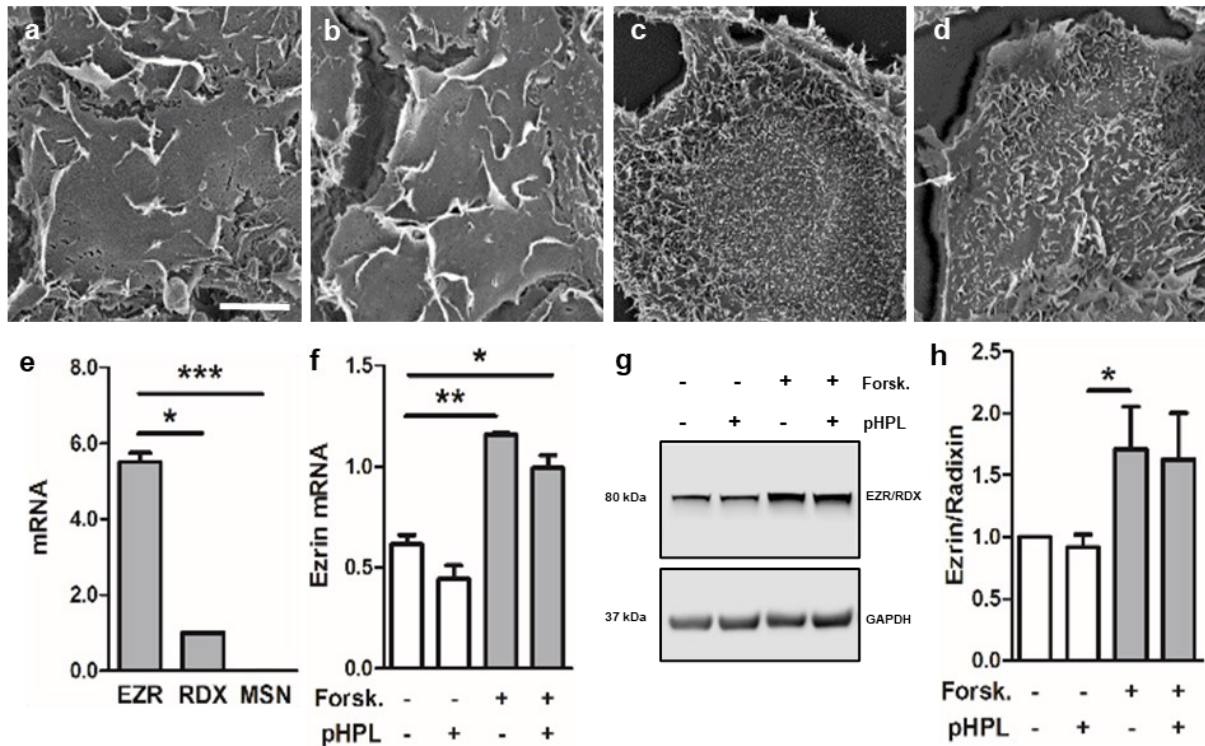 a
b
c
d
e
mRNA
8.0
6.0
4.0
2.0
0.0
***
*
EZR RDX MSN
f
Ezrin mRNA
1.5
1.0
0.5
0.0
*
**
Forsk. - - + +
pHPL - + - +
g
- - + + Forsk.
- + - + pHPL
80 kDa EZR/RDX
37 kDa GAPDH
h
Ezrin/Radixin
2.5
2.0
1.5
1.0
0.5
0.0
*
Forsk. - - + +
pHPL - + - +